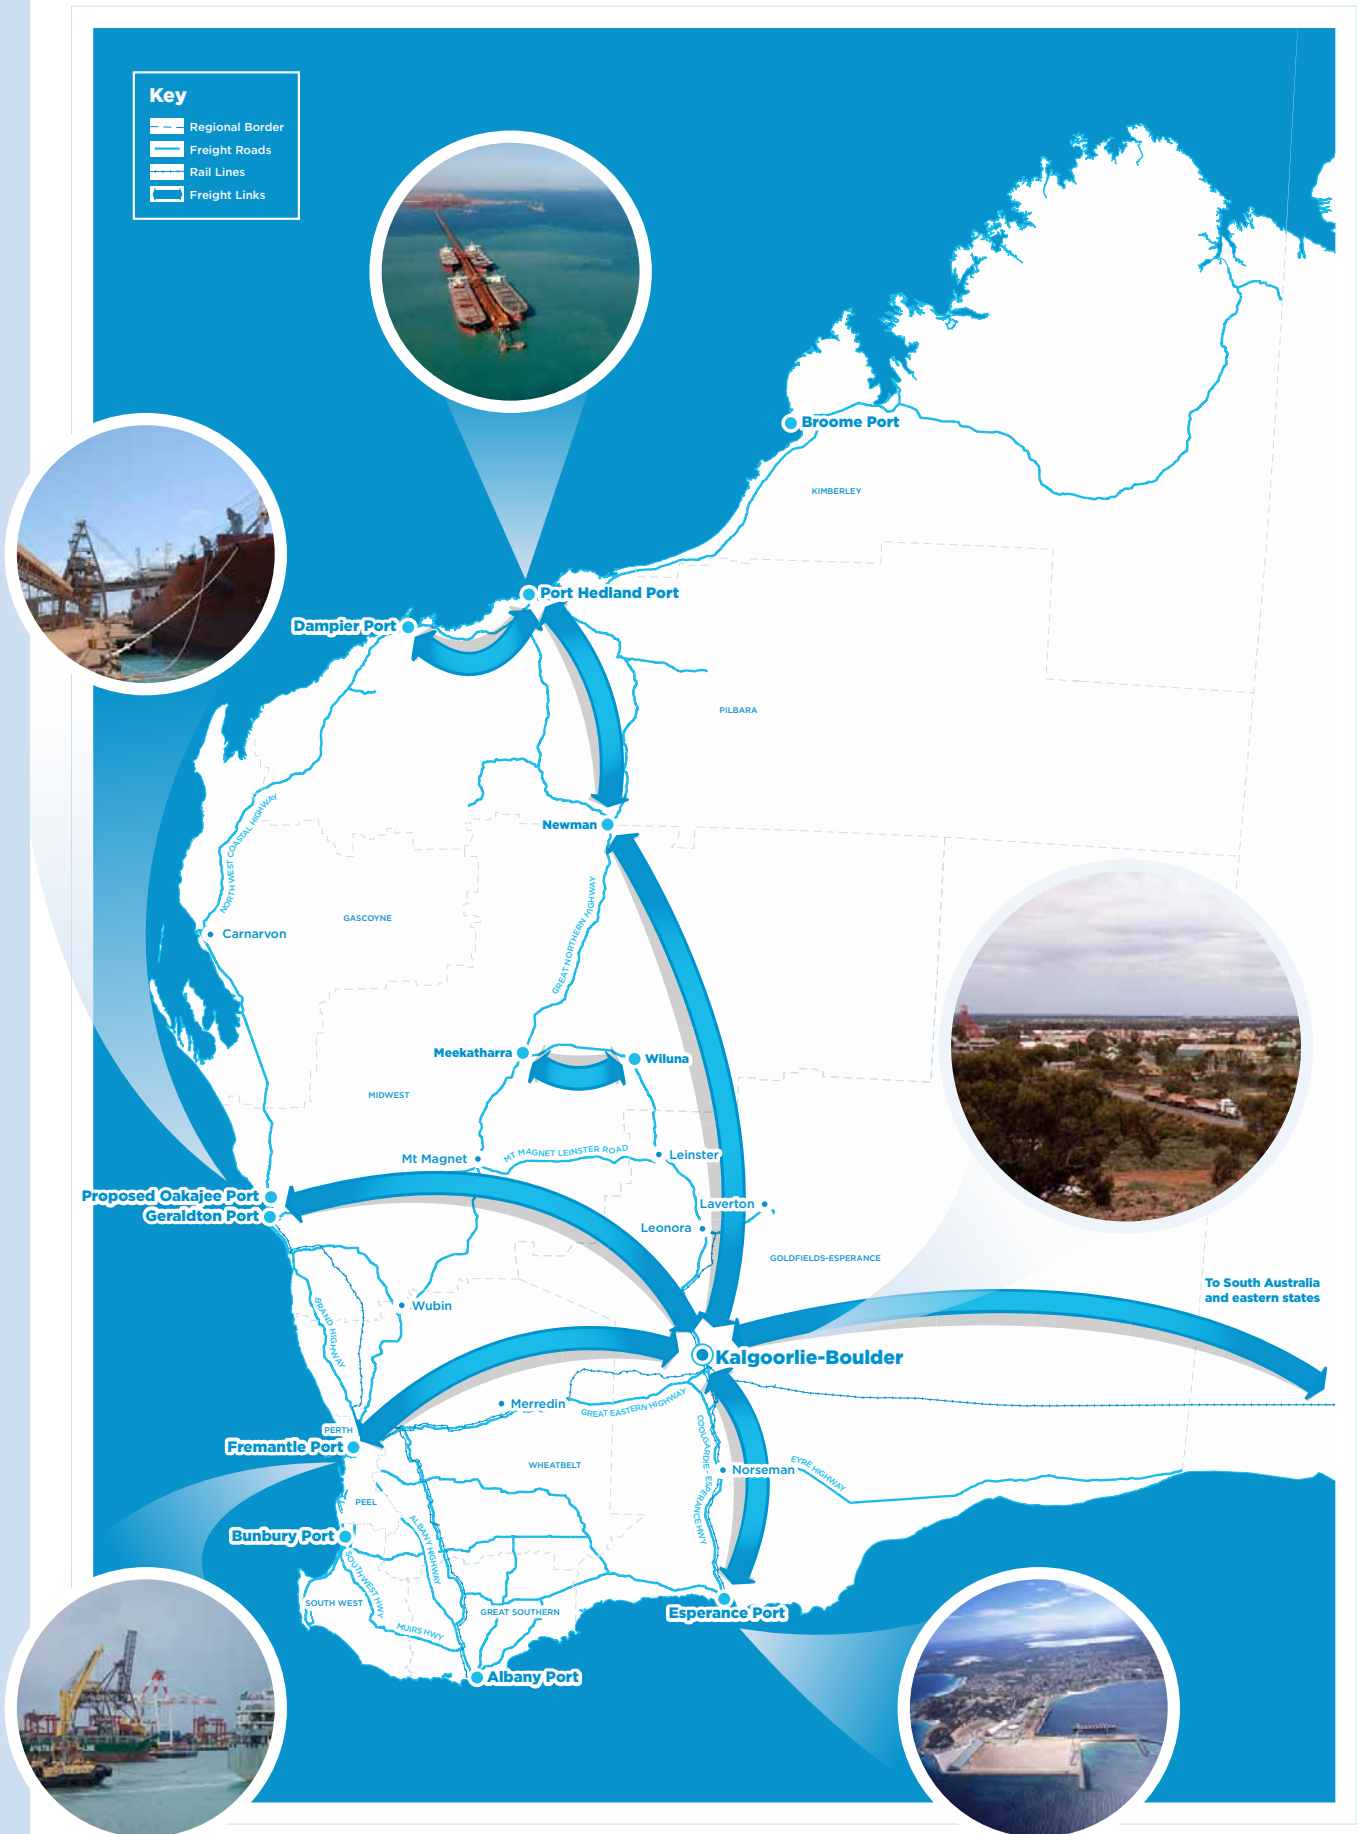 Key
Regional Border
Freight Roads
Rail Lines
Freight Links
Broome Port
KIMBERLEY
Port Hedland Port
Dampier Port
PILBARA
NORTH WEST COASTAL HIGHWAY
Newman
GREAT NORTHERN HIGHWAY
GASCOYNE
Carnarvon
Meekatharra
Wiluna
MIDWEST
Mt Magnet
MT MAGNET LEINSTER ROAD
Leinster
Proposed Oakajee Port
Geraldton Port
Laverton
Leonora
GOLDFIELDS-ESPERANCE
To South Australia
and eastern states
Wubin
BRAND HIGHWAY
Kalgoorlie-Boulder
Merredin
GREAT EASTERN HIGHWAY
PERTH
Fremantle Port
WHEATBELT
COOLGARDIE - ESPERANCE HWY
Norseman
EYRE HIGHWAY
PEEL
Bunbury Port
ALBANY HIGHWAY
SOUTH WEST HWY
SOUTH WEST
GREAT SOUTHERN
MUIRS HWY
Esperance Port
Albany Port